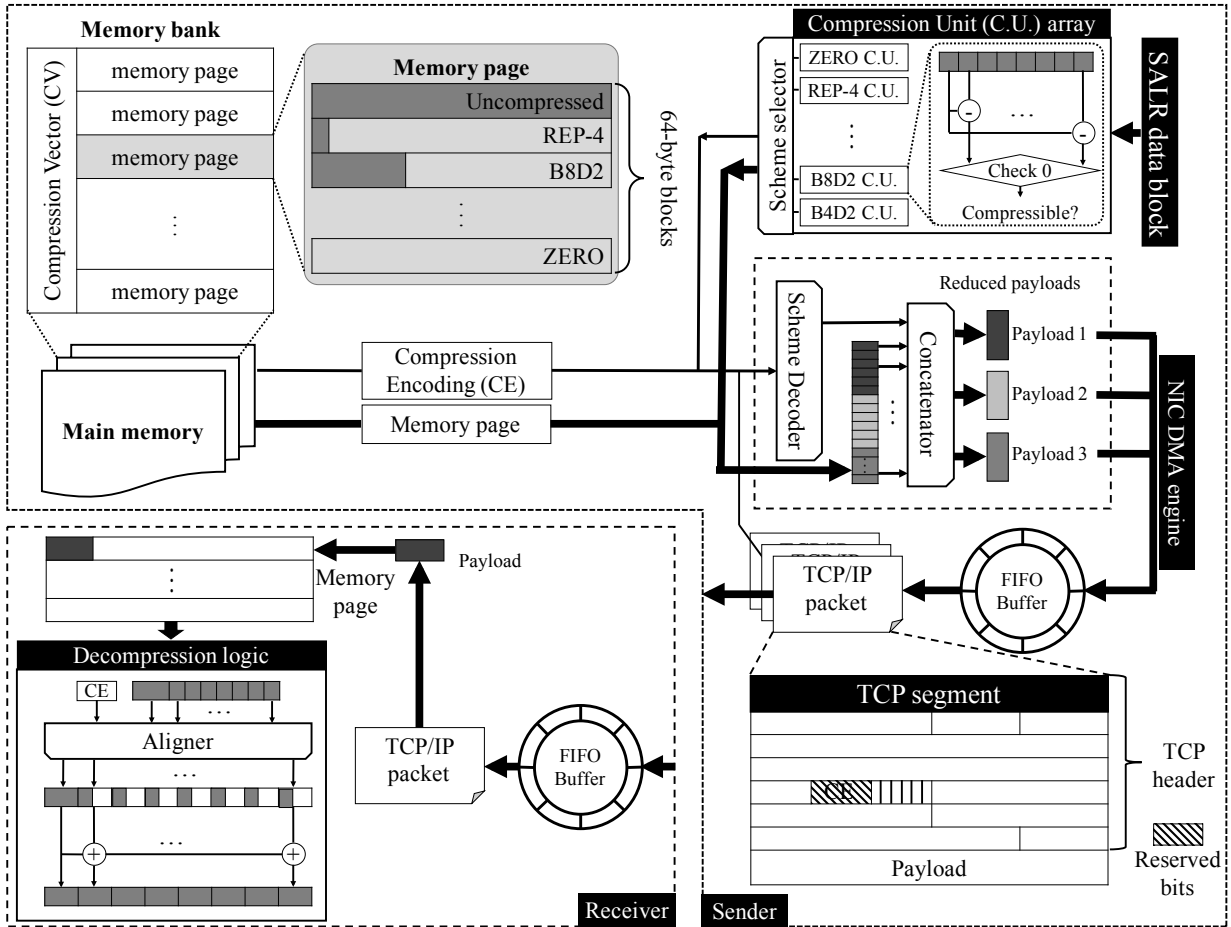 Memory bank
Compression Vector (CV)
memory page
memory page
memory page
⋮
memory page
Memory page
Uncompressed
REP-4
B8D2
⋮
ZERO
64-byte blocks
Compression Unit (C.U.) array
Scheme selector
ZERO C.U.
REP-4 C.U.
⋮
B8D2 C.U.
B4D2 C.U.
...
-
-
Check 0
Compressible?
SALR data block
Main memory
Compression
Encoding (CE)
Memory page
Scheme Decoder
Concatenator
Reduced payloads
Payload 1
Payload 2
Payload 3
NIC DMA engine
FIFO
Buffer
TCP/IP
TCP/IP
TCP/IP
packet
TCP segment
CE
Payload
TCP
header
Reserved
bits
Sender
Payload
Memory
page
⋮
Decompression logic
CE
...
Aligner
...
...
+
+
TCP/IP
packet
FIFO
Buffer
Receiver